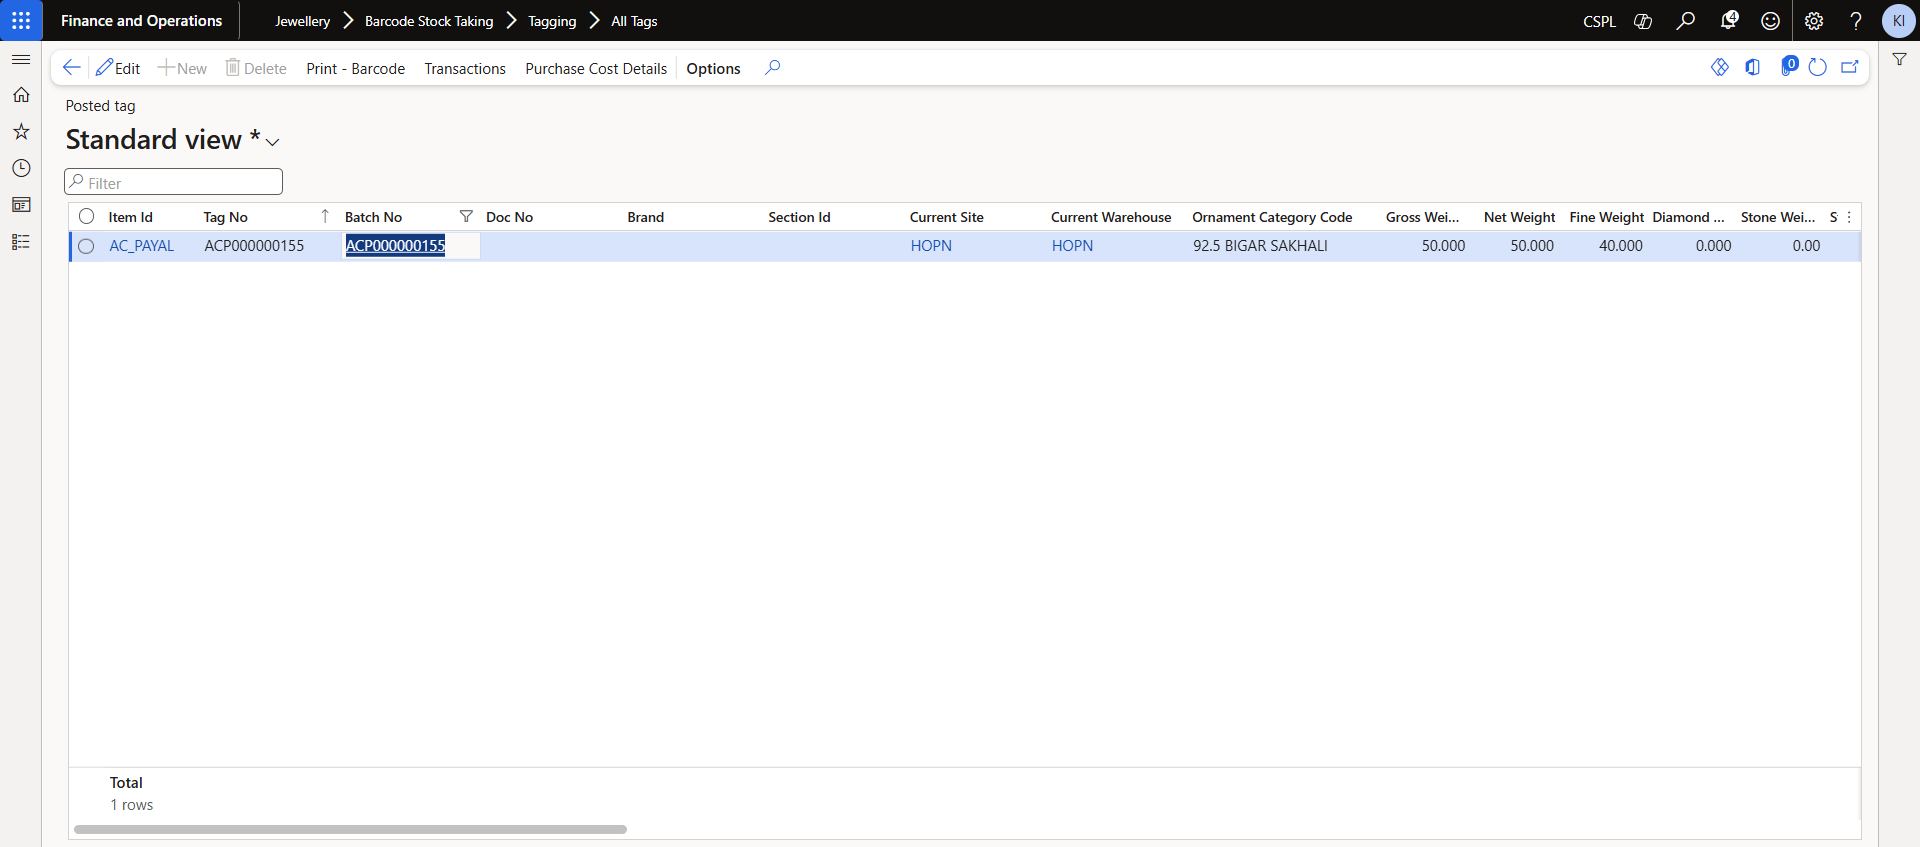 Finance and Operations Jewellery Barcode Stock Taking Tagging All Tags CSPL 4 ? KI
Edit New Delete Print - Barcode Transactions Purchase Cost Details Options 0
Posted tag
Standard view *
Filter
Item Id Tag No Batch No Doc No Brand Section Id Current Site Current Warehouse Ornament Category Code Gross Wei... Net Weight Fine Weight Diamond ... Stone Wei...
AC_PAYAL ACP000000155 ACP000000155 HOPN HOPN 92.5 BIGAR SAKHALI 50.000 50.000 40.000 0.000 0.00
Total
1 rows